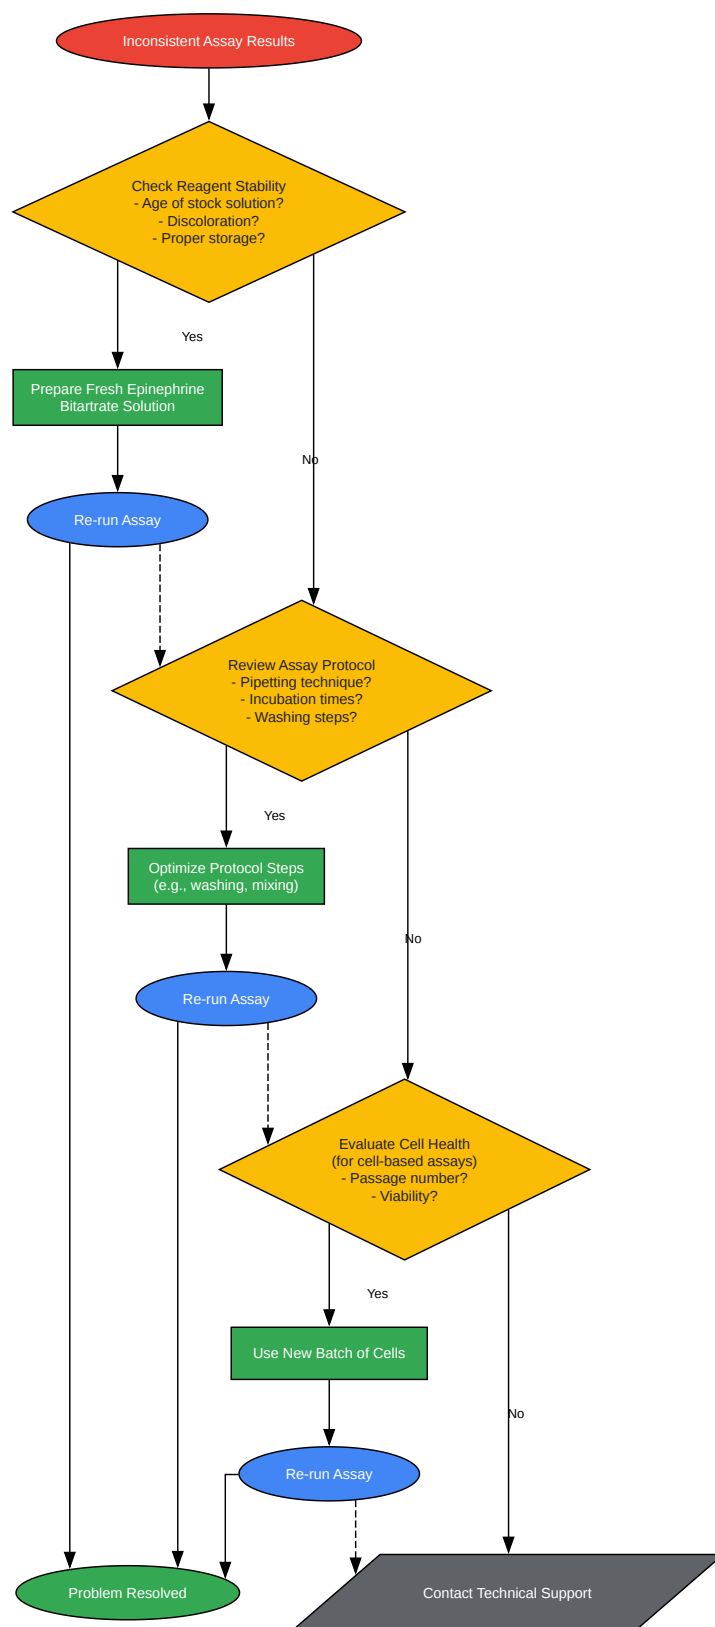 Inconsistent Assay Results
Check Reagent Stability
- Age of stock solution?
- Discoloration?
- Proper storage?
Yes
Prepare Fresh Epinephrine
Bitartrate Solution
No
Re-run Assay
Review Assay Protocol
- Pipetting technique?
- Incubation times?
- Washing steps?
Yes
Optimize Protocol Steps
(e.g., washing, mixing)
No
Re-run Assay
Evaluate Cell Health
(for cell-based assays)
- Passage number?
- Viability?
Yes
Use New Batch of Cells
No
Re-run Assay
Problem Resolved
Contact Technical Support